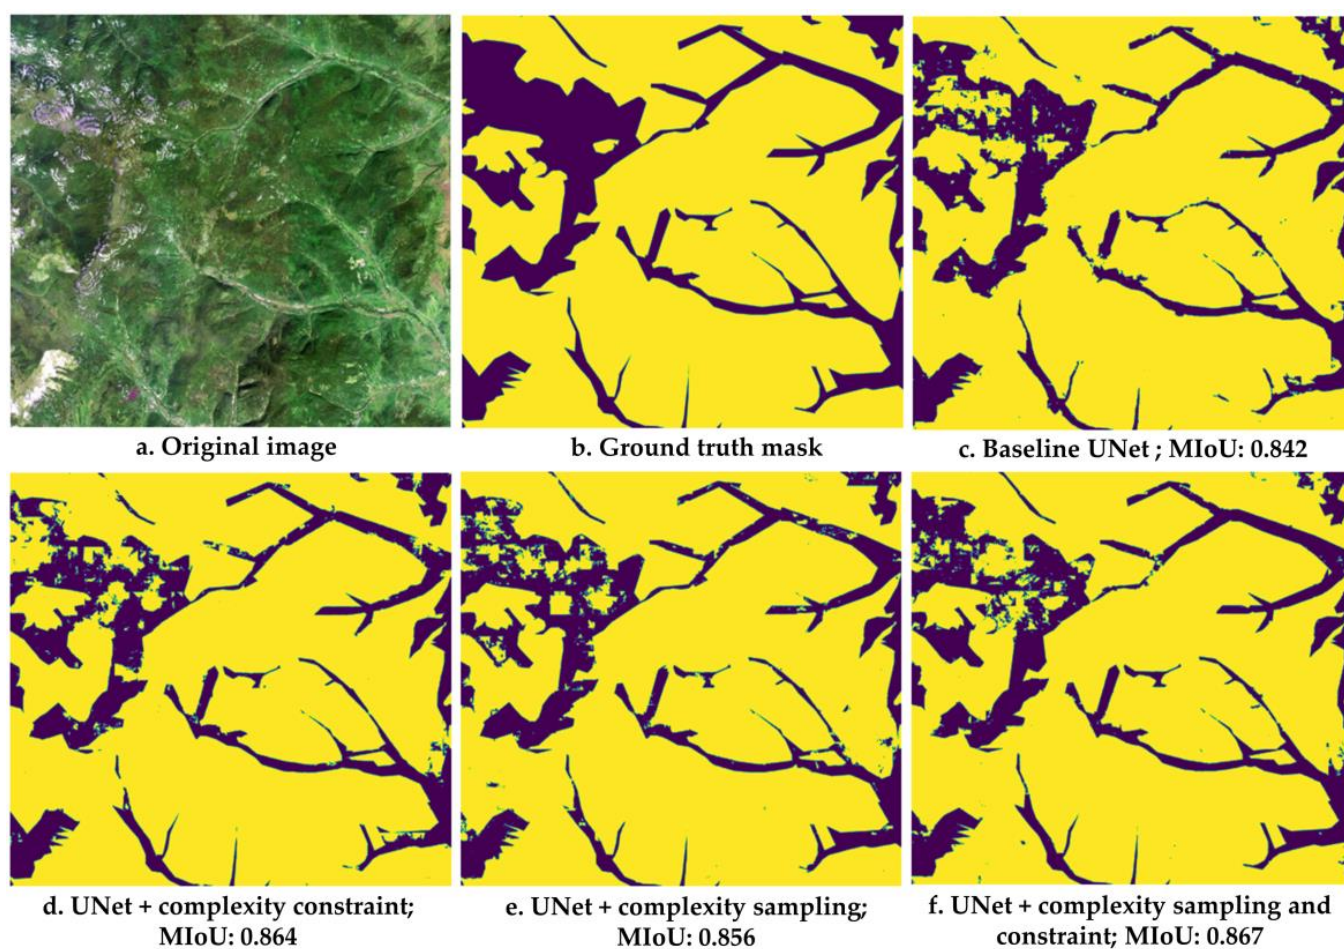 a. Original image
b. Ground truth mask
c. Baseline UNet ; MIoU: 0.842
d. UNet + complexity constraint;
MIoU: 0.864
e. UNet + complexity sampling;
MIoU: 0.856
f. UNet + complexity sampling and
constraint; MIoU: 0.867